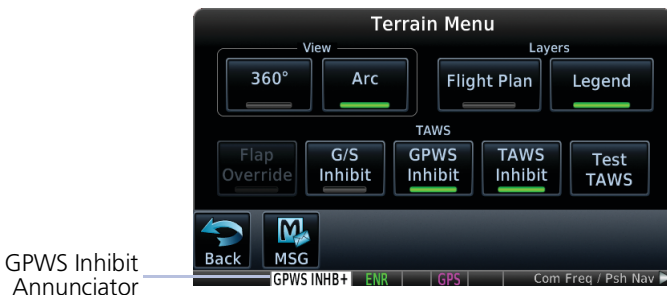 Terrain Menu
View
Layers
360°
Arc
Flight Plan
Legend
TAWS
Flap Override
G/S Inhibit
GPWS Inhibit
TAWS Inhibit
Test TAWS
Back
MSG
GPWS Inhibit Annunciator
GPWS INHB+ ENR GPS Com Freq / Psh Nav